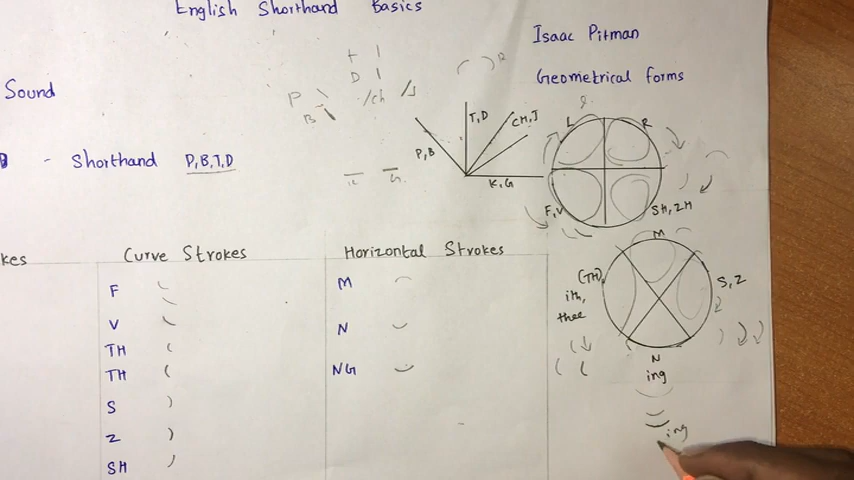 English Shorthand Basics
Isaac Pitman
Geometrical forms
Sound
t
D
P
B
ch
J
R
- Shorthand P,B,T,D
P,B
T,D
CH,J
K,G
K
G
L
R
F,V
SH,ZH
kes
Curve Strokes
Horizontal Strokes
F
V
TH
TH
S
Z
SH
M
N
NG
M
(TH)
ith,
thee
S,Z
N
ing
ing